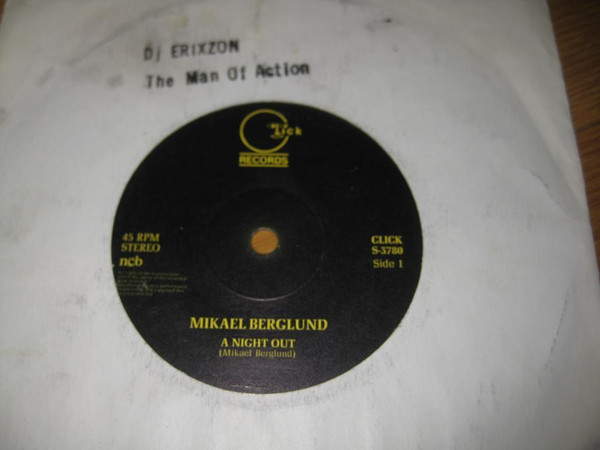 Dj ERIXZON
The Man Of Action
Click
RECORDS
45 RPM
STEREO
ncb
CLICK
S-3780
Side 1
MIKAEL BERGLUND
A NIGHT OUT
(Mikael Berglund)